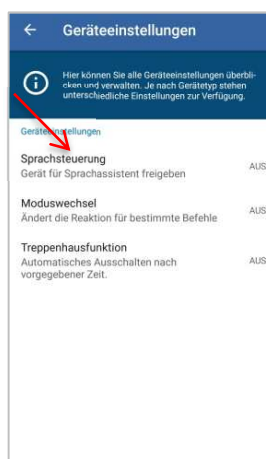 Geräteeinstellungen
Hier können Sie alle Geräteeinstellungen überbli-
cken und verwalten. Je nach Gerätetyp stehen
unterschiedliche Einstellungen zur Verfügung.
Geräteeinstellungen
Sprachsteuerung
AUS
Gerät für Sprachassistent freigeben
Moduswechsel
AUS
Ändert die Reaktion für bestimmte Befehle
Treppenhausfunktion
AUS
Automatisches Ausschalten nach
vorgegebener Zeit.